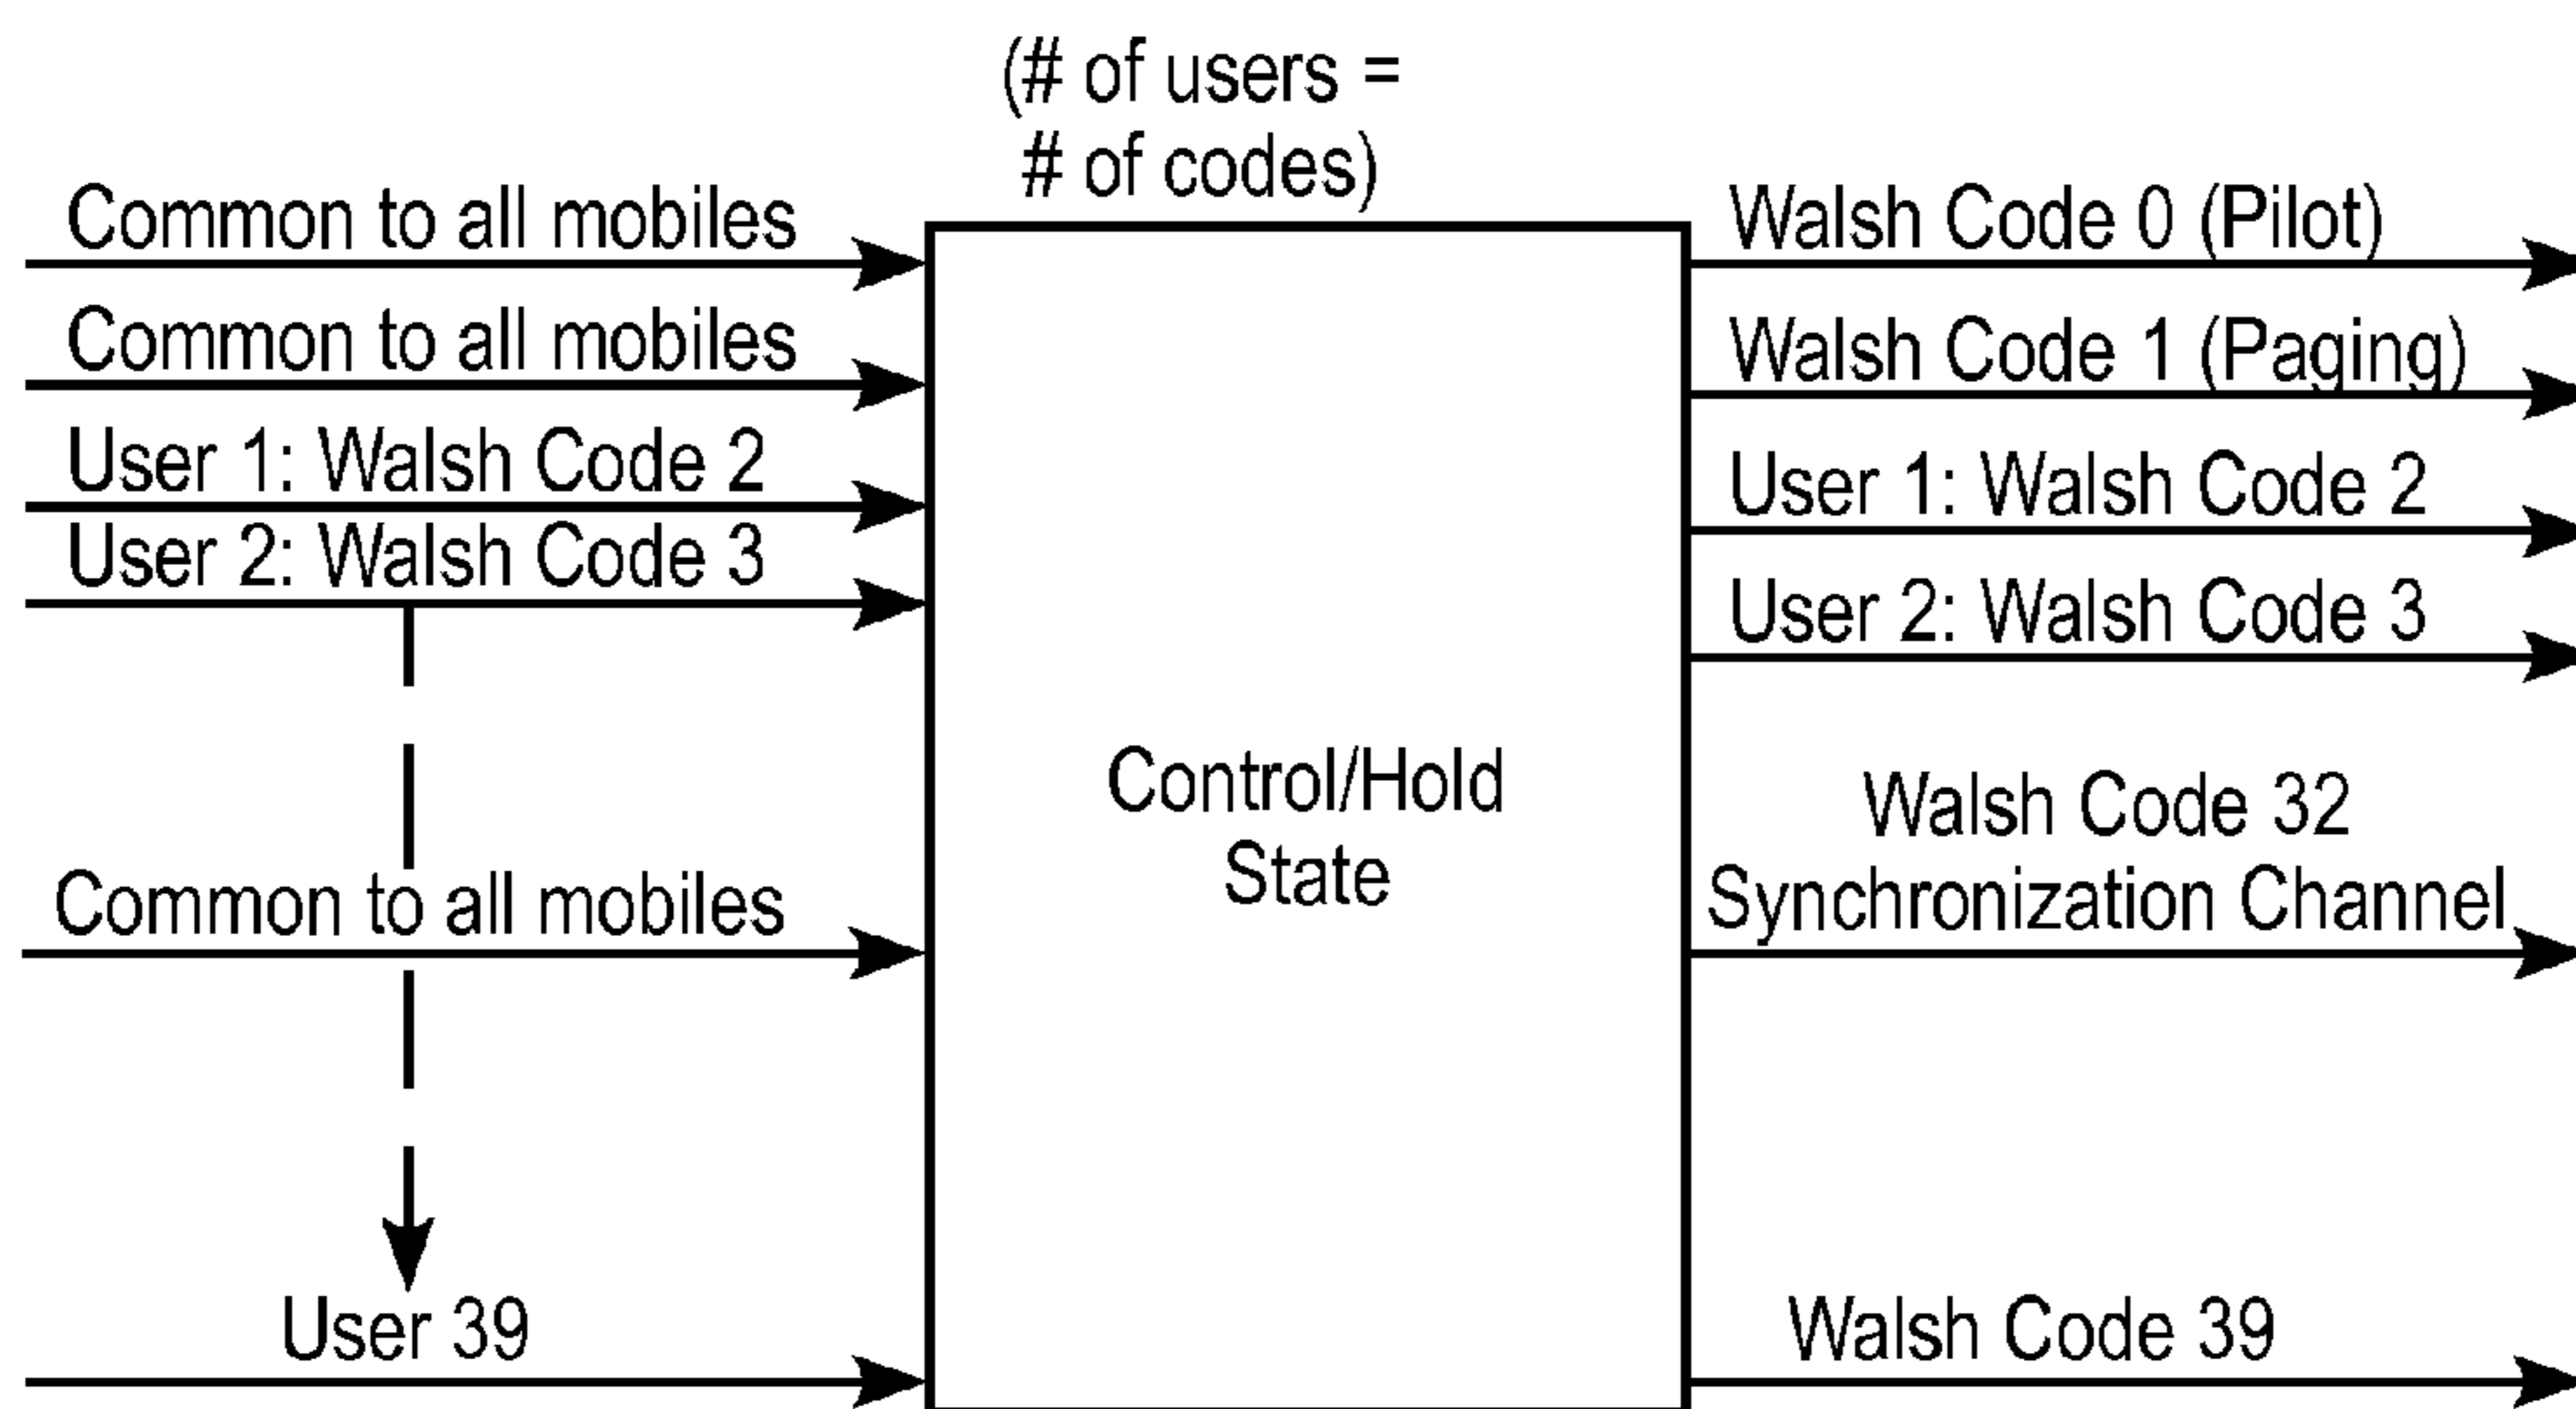 (# of users =
# of codes)
Common to all mobiles
Common to all mobiles
User 1: Walsh Code 2
User 2: Walsh Code 3
Common to all mobiles
User 39
Control/Hold
State
Walsh Code 0 (Pilot)
Walsh Code 1 (Paging)
User 1: Walsh Code 2
User 2: Walsh Code 3
Walsh Code 32
Synchronization Channel
Walsh Code 39